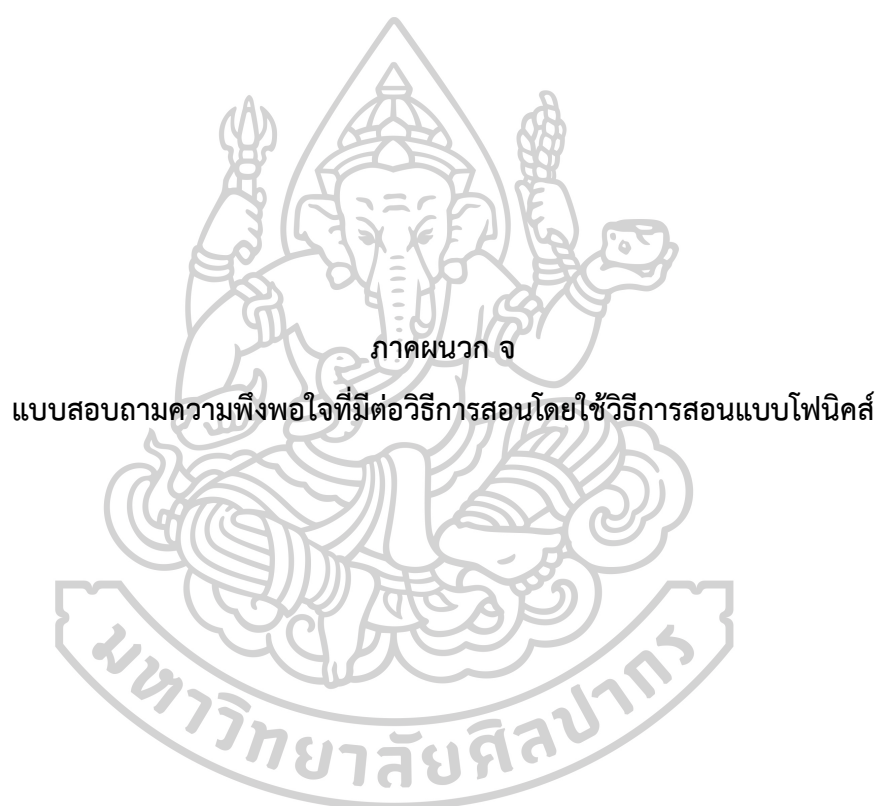 ภาคผนวก จ
แบบสอบถามความพึงพอใจที่มีต่อวิธีการสอนโดยใช้วิธีการสอนแบบโฟนิคส์
มหาวิทยาลัยศิลปากร